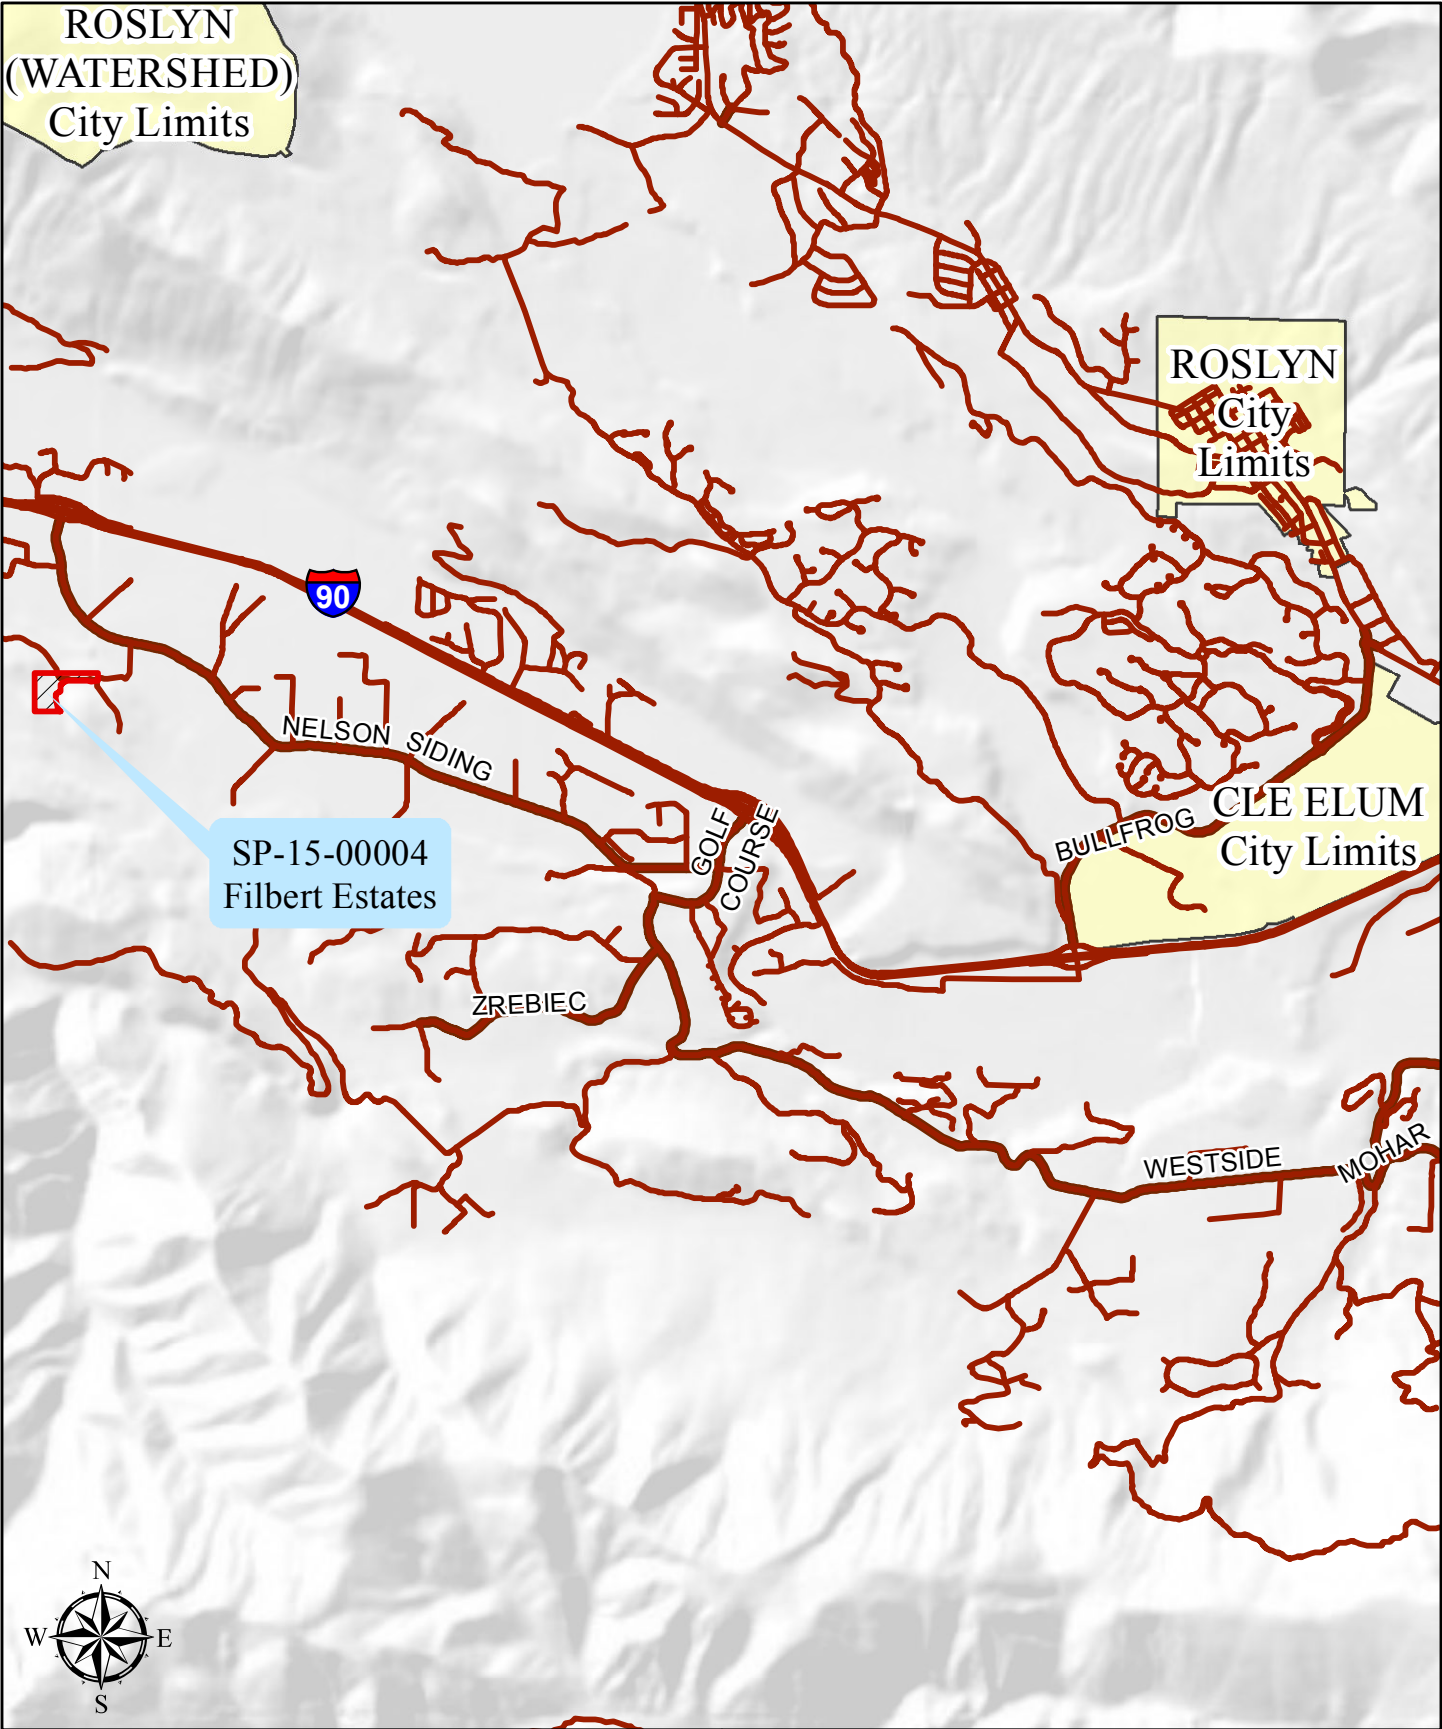 ROSLYN
(WATERSHED)
City Limits
ROSLYN
City
Limits
90
NELSON SIDING
GOLF
COURSE
BULLFROG
CLE ELUM
City Limits
SP-15-00004
Filbert Estates
ZREBIEC
WESTSIDE
MOHAR
N
W
E
S